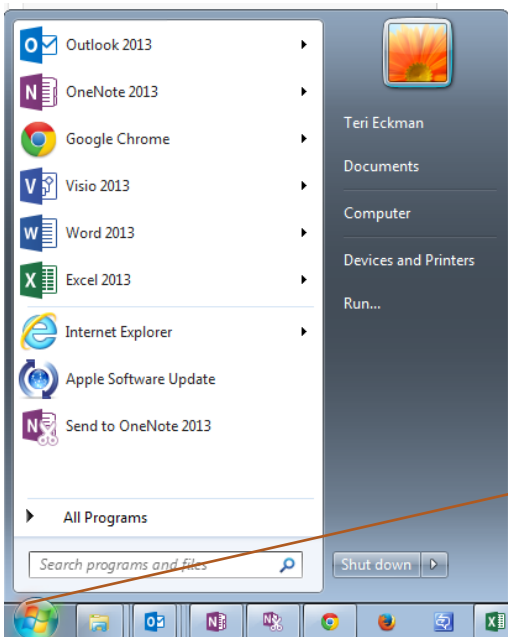 Outlook 2013
OneNote 2013
Google Chrome
Visio 2013
Word 2013
Excel 2013
Internet Explorer
Apple Software Update
Send to OneNote 2013
All Programs
Search programs and files
Teri Eckman
Documents
Computer
Devices and Printers
Run...
Shut down